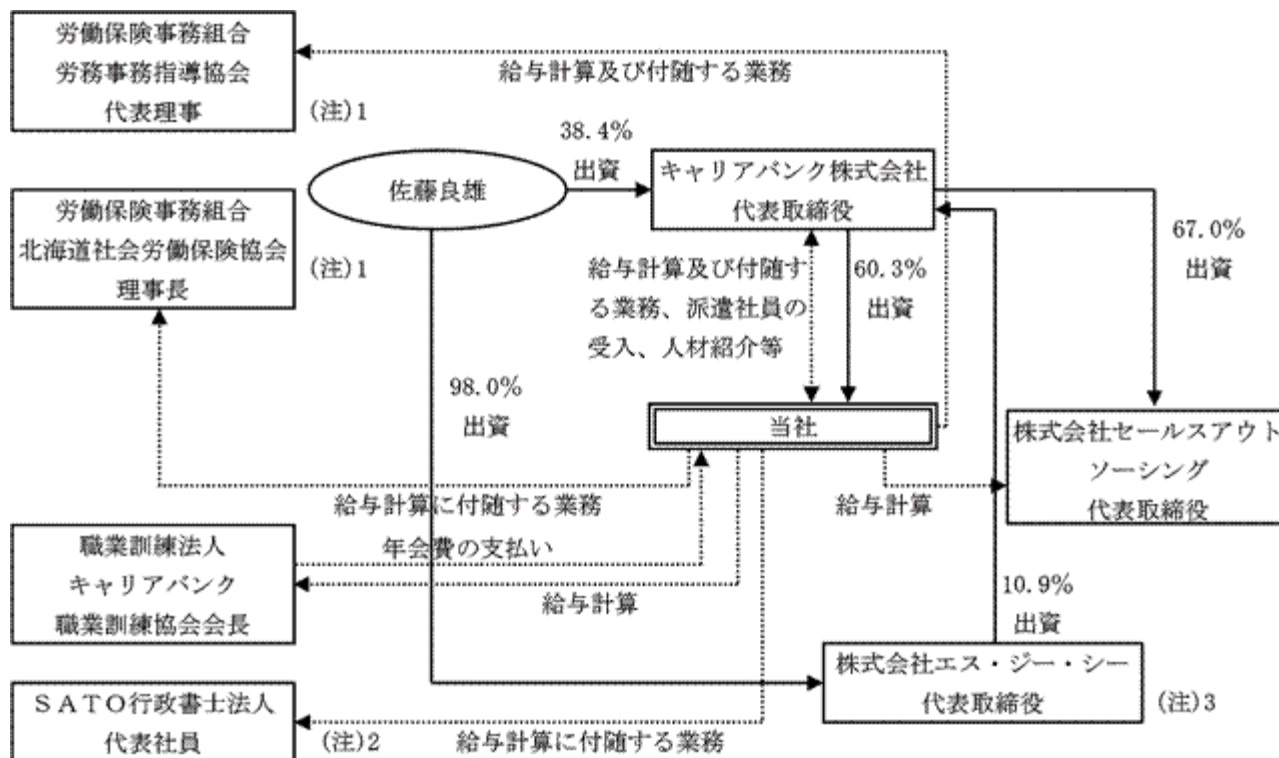 労働保険事務組合
労務事務指導協会
代表理事
(注)1
給与計算及び付随する業務
38.4%
出資
佐藤良雄
キャリアバンク株式会社
代表取締役
67.0%
出資
労働保険事務組合
北海道社会労働保険協会
理事長
(注)1
給与計算及び付随す
る業務、派遣社員の
受入、人材紹介等
60.3%
出資
98.0%
出資
当社
株式会社セールスアウト
ソーシング
代表取締役
給与計算に付随する業務
給与計算
職業訓練法人
キャリアバンク
職業訓練協会会長
年会費の支払い
給与計算
10.9%
出資
株式会社エス・ジー・シー
代表取締役
(注)3
SATO行政書士法人
代表社員
(注)2
給与計算に付随する業務